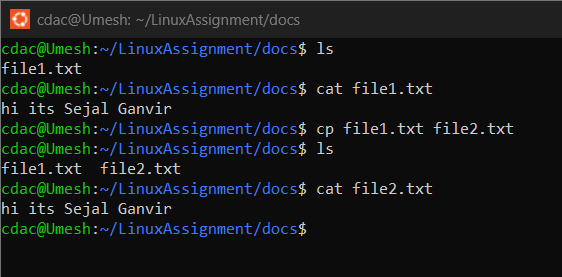 cdac@Umesh: ~/LinuxAssignment/docs
cdac@Umesh:~/LinuxAssignment/docs$ ls
file1.txt
cdac@Umesh:~/LinuxAssignment/docs$ cat file1.txt
hi its Sejal Ganvir
cdac@Umesh:~/LinuxAssignment/docs$ cp file1.txt file2.txt
cdac@Umesh:~/LinuxAssignment/docs$ ls
file1.txt  file2.txt
cdac@Umesh:~/LinuxAssignment/docs$ cat file2.txt
hi its Sejal Ganvir
cdac@Umesh:~/LinuxAssignment/docs$